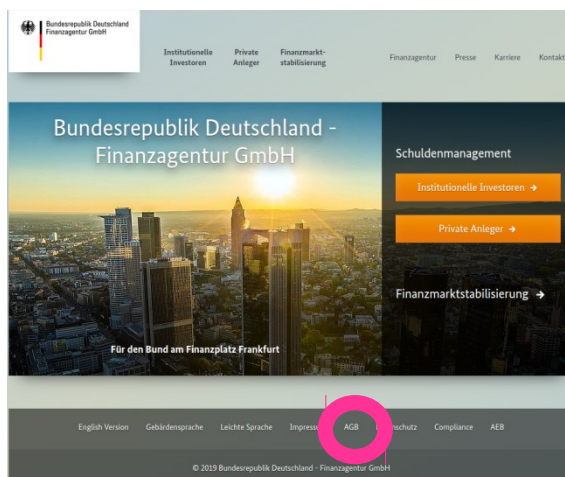 Bundesrepublik Deutschland
Finanzagentur GmbH
Institutionelle
Investoren
Private
Anleger
Finanzmarkt-
stabilisierung
Finanzagentur
Presse
Karriere
Kontakt
Bundesrepublik Deutschland -
Finanzagentur GmbH
Für den Bund am Finanzplatz Frankfurt
Schuldenmanagement
Institutionelle Investoren →
Private Anleger →
Finanzmarktstabilisierung →
English Version Gebärdensprache Leichte Sprache AGB Compliance AEB
© 2019 Bundesrepublik Deutschland - Finanzagentur GmbH